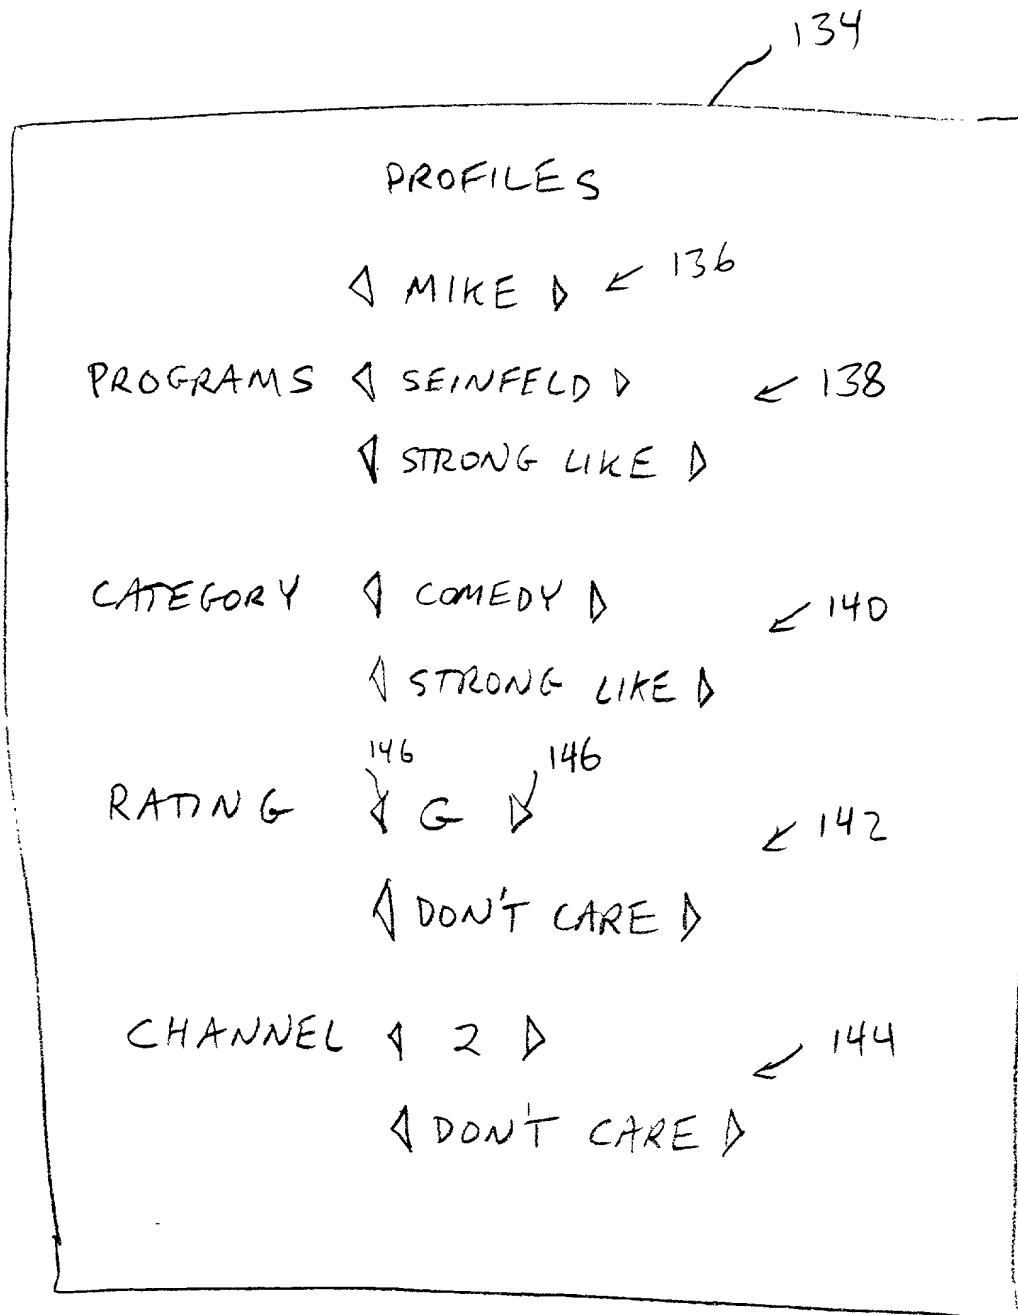 134
PROFILES
◁ MIKE ▷ ← 136
PROGRAMS ◁ SEINFELD ▷ ← 138
◁ STRONG LIKE ▷
CATEGORY ◁ COMEDY ▷ ← 140
◁ STRONG LIKE ▷
146 146
RATING ◁ G ▷ ← 142
◁ DON'T CARE ▷
CHANNEL ◁ 2 ▷ ← 144
◁ DON'T CARE ▷